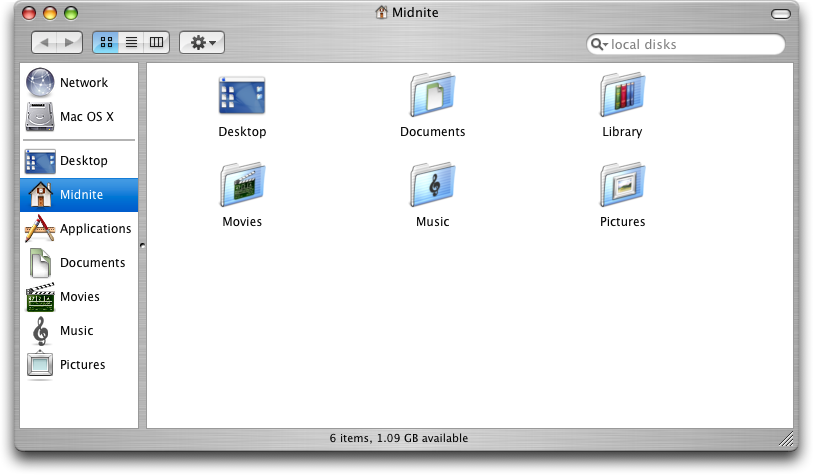 Midnite
local disks
Network
Mac OS X
Desktop
Midnite
Applications
Documents
Movies
Music
Pictures
Desktop
Documents
Library
Movies
Music
Pictures
6 items, 1.09 GB available